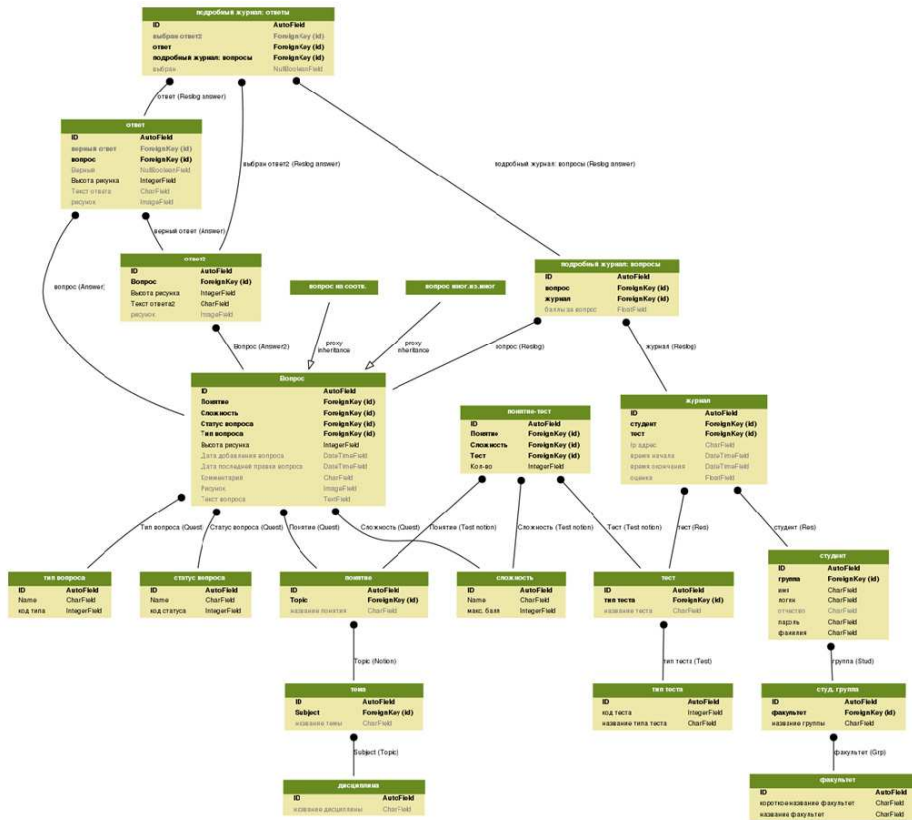 подробный журнал: ответы
ID AutoField
выбран ответ2 ForeignKey (id)
ответ ForeignKey (id)
подробный журнал: вопросы ForeignKey (id)
выбран NullBooleanField
ответ (Reslog answer)
ответ
ID AutoField
верный ответ ForeignKey (id)
вопрос ForeignKey (id)
Верный NullBooleanField
Высота рисунка IntegerField
Текст ответа CharField
рисунок ImageField
выбран ответ2 (Reslog answer)
подробный журнал: вопросы (Reslog answer)
верный ответ (Answer)
ответ2
ID AutoField
Вопрос ForeignKey (id)
Высота рисунка IntegerField
Текст ответа2 CharField
рисунок ImageField
вопрос на соотв.
вопрос мног.из.мног
подробный журнал: вопросы
ID AutoField
вопрос ForeignKey (id)
журнал ForeignKey (id)
баллы за вопрос FloatField
вопрос (Answer)
Вопрос (Answer2)
proxy
inheritance
proxy
inheritance
вопрос (Reslog)
журнал (Reslog)
Вопрос
ID AutoField
Понятие ForeignKey (id)
Сложность ForeignKey (id)
Статус вопроса ForeignKey (id)
Тип вопроса ForeignKey (id)
Высота рисунка IntegerField
Дата добавления вопроса DateTimeField
Дата последней правки вопроса DateTimeField
Комментарий CharField
Рисунок ImageField
Текст вопроса TextField
понятие-тест
ID AutoField
Понятие ForeignKey (id)
Сложность ForeignKey (id)
Тест ForeignKey (id)
Кол-во IntegerField
журнал
ID AutoField
студент ForeignKey (id)
тест ForeignKey (id)
Ip адрес CharField
время начала DateTimeField
время окончания DateTimeField
оценка FloatField
Тип вопроса (Quest)
Статус вопроса (Quest)
Понятие (Quest)
Сложность (Quest)
Понятие (Test notion)
Сложность (Test notion)
Тест (Test notion)
тест (Res)
студент (Res)
тип вопроса
ID AutoField
Name CharField
код типа IntegerField
статус вопроса
ID AutoField
Name CharField
код статуса IntegerField
понятие
ID AutoField
Topic ForeignKey (id)
название понятия CharField
сложность
ID AutoField
Name CharField
макс. балл IntegerField
тест
ID AutoField
тип теста ForeignKey (id)
название теста CharField
студент
ID AutoField
группа ForeignKey (id)
имя CharField
логин CharField
отчество CharField
пароль CharField
фамилия CharField
Topic (Notion)
тип теста (Test)
группа (Stud)
тема
ID AutoField
Subject ForeignKey (id)
название темы CharField
тип теста
ID AutoField
код теста IntegerField
название типа теста CharField
студ. группа
ID AutoField
факультет ForeignKey (id)
название группы CharField
Subject (Topic)
факультет (Grp)
дисциплина
ID AutoField
название дисциплины CharField
факультет
ID AutoField
короткое название факультет CharField
название факультет CharField